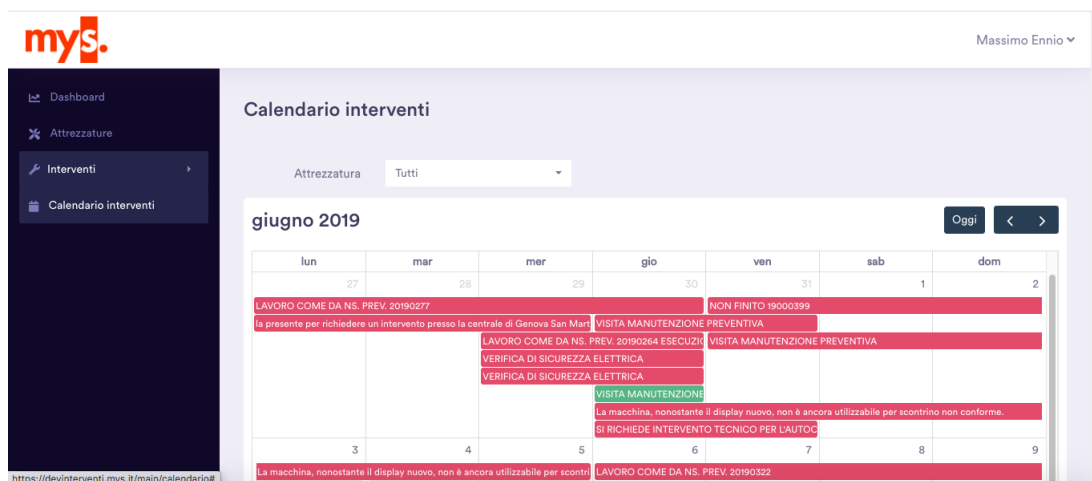 mys.
Massimo Ennio
Dashboard
Attrezzature
Interventi
Calendario interventi
Calendario interventi
Attrezzatura Tutti
giugno 2019
Oggi
lun mar mer gio ven sab dom
27 28 29 30 31 1 2
LAVORO COME DA NS. PREV. 20190277 NON FINITO 19000399
la presente per richiedere un intervento presso la centrale di Genova San Mart VISITA MANUTENZIONE PREVENTIVA
LAVORO COME DA NS. PREV. 20190264 ESECUZIO VISITA MANUTENZIONE PREVENTIVA
VERIFICA DI SICUREZZA ELETTRICA
VERIFICA DI SICUREZZA ELETTRICA
VISITA MANUTENZIONE
La macchina, nonostante il display nuovo, non è ancora utilizzabile per scontrino non conforme.
SI RICHIEDE INTERVENTO TECNICO PER L'AUTOC
3 4 5 6 7 8 9
La macchina, nonostante il display nuovo, non è ancora utilizzabile per scontri LAVORO COME DA NS. PREV. 20190322
https://devinterventi.mys.it/main/calendario#